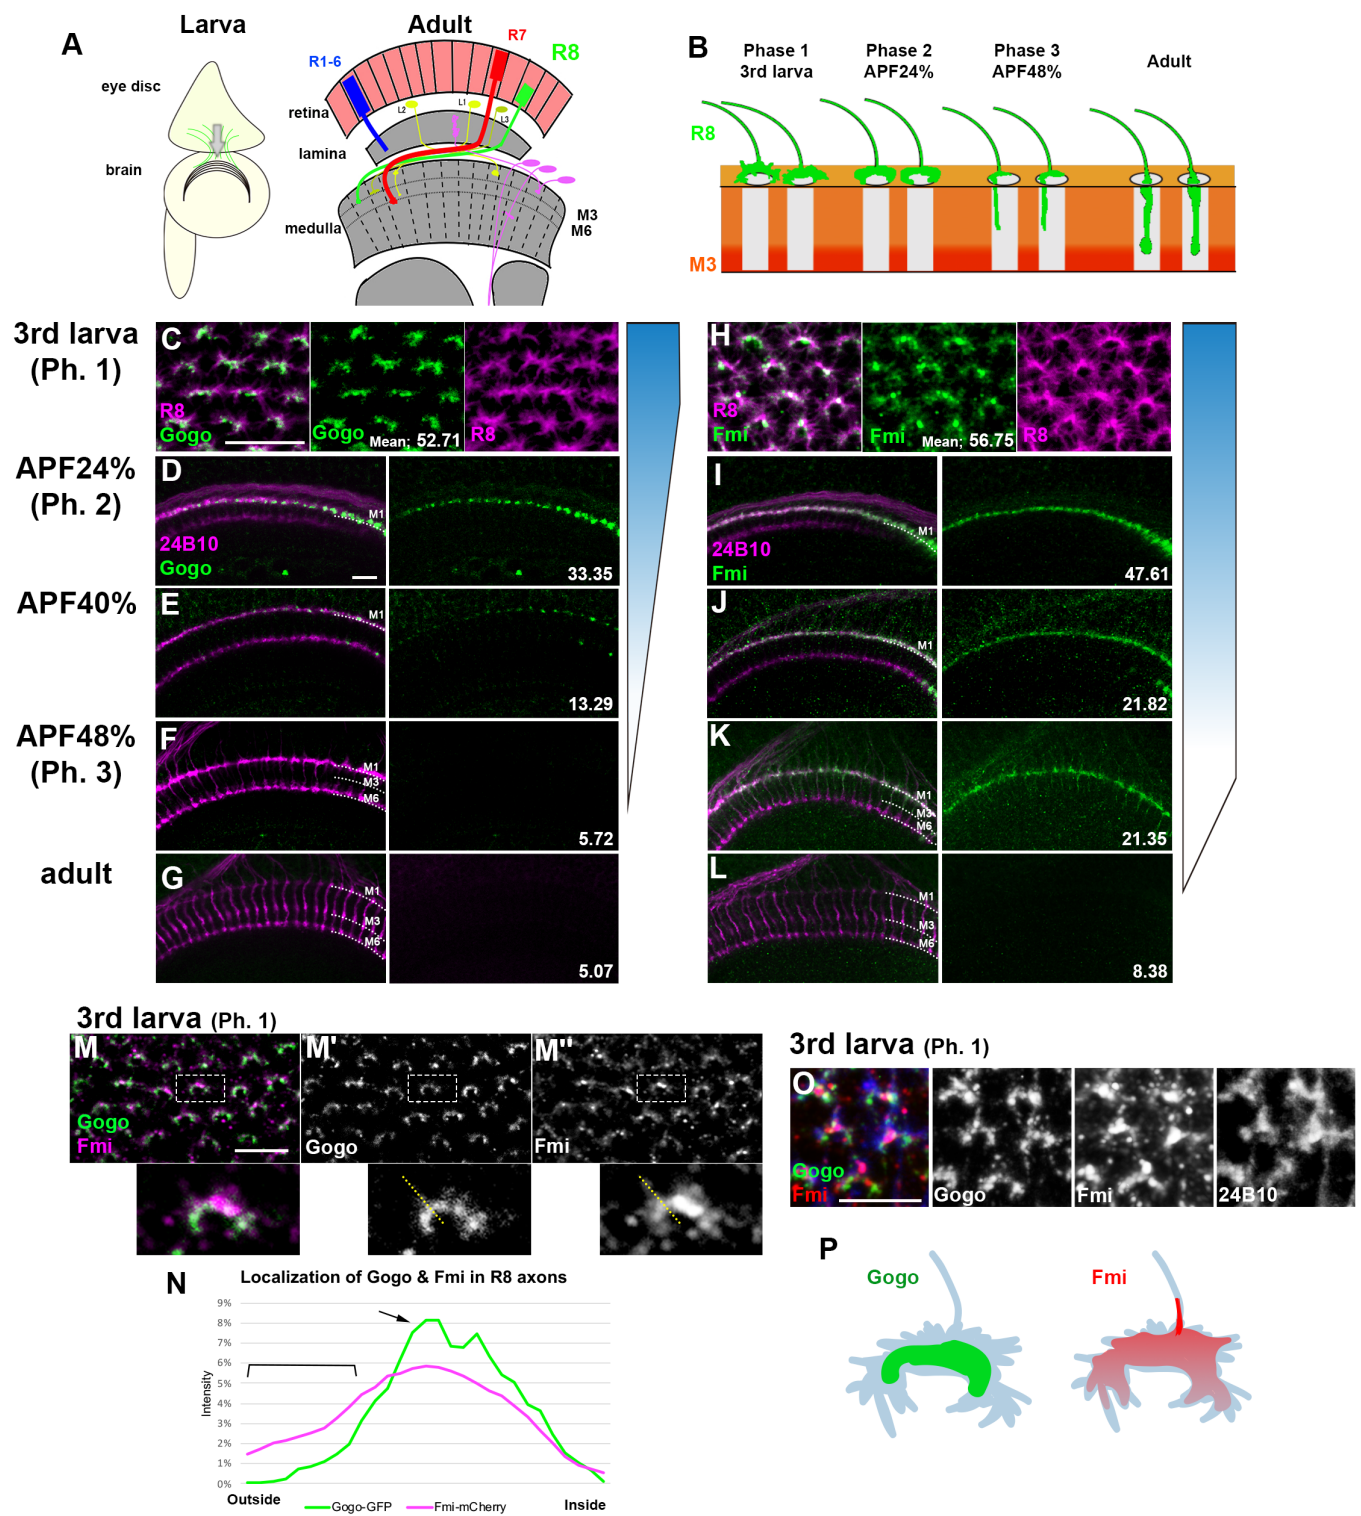 A
Larva
Adult
eye disc
brain
R1-6
R7
R8
retina
L2
L1
L3
lamina
medulla
M3
M6
B
Phase 1
3rd larva
Phase 2
APF24%
Phase 3
APF48%
Adult
R8
M3
3rd larva
(Ph. 1)
C
R8
Gogo
Gogo
Mean; 52.71
R8
H
R8
Fmi
Fmi
Mean; 56.75
R8
APF24%
(Ph. 2)
D
M1
24B10
Gogo
33.35
I
M1
24B10
Fmi
47.61
APF40%
E
M1
13.29
J
M1
21.82
APF48%
(Ph. 3)
F
M1
M3
M6
5.72
K
M1
M3
M6
21.35
adult
G
M1
M3
M6
5.07
L
M1
M3
M6
8.38
3rd larva (Ph. 1)
M
Gogo
Fmi
M'
Gogo
M"
Fmi
3rd larva (Ph. 1)
O
Gogo
Fmi
Gogo
Fmi
24B10
N
Localization of Gogo & Fmi in R8 axons
Intensity
9%
8%
7%
6%
5%
4%
3%
2%
1%
0%
Outside
Inside
Gogo-GFP
Fmi-mCherry
P
Gogo
Fmi